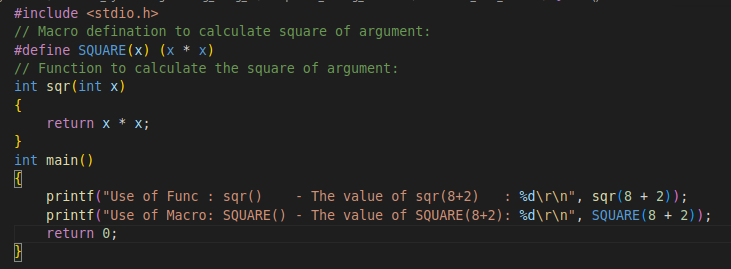 #include <stdio.h>
// Macro defination to calculate square of argument:
#define SQUARE(x) (x * x)
// Function to calculate the square of argument:
int sqr(int x)
{
    return x * x;
}
int main()
{
    printf("Use of Func : sqr()    - The value of sqr(8+2)   : %d\r\n", sqr(8 + 2));
    printf("Use of Macro: SQUARE() - The value of SQUARE(8+2): %d\r\n", SQUARE(8 + 2));
    return 0;
}